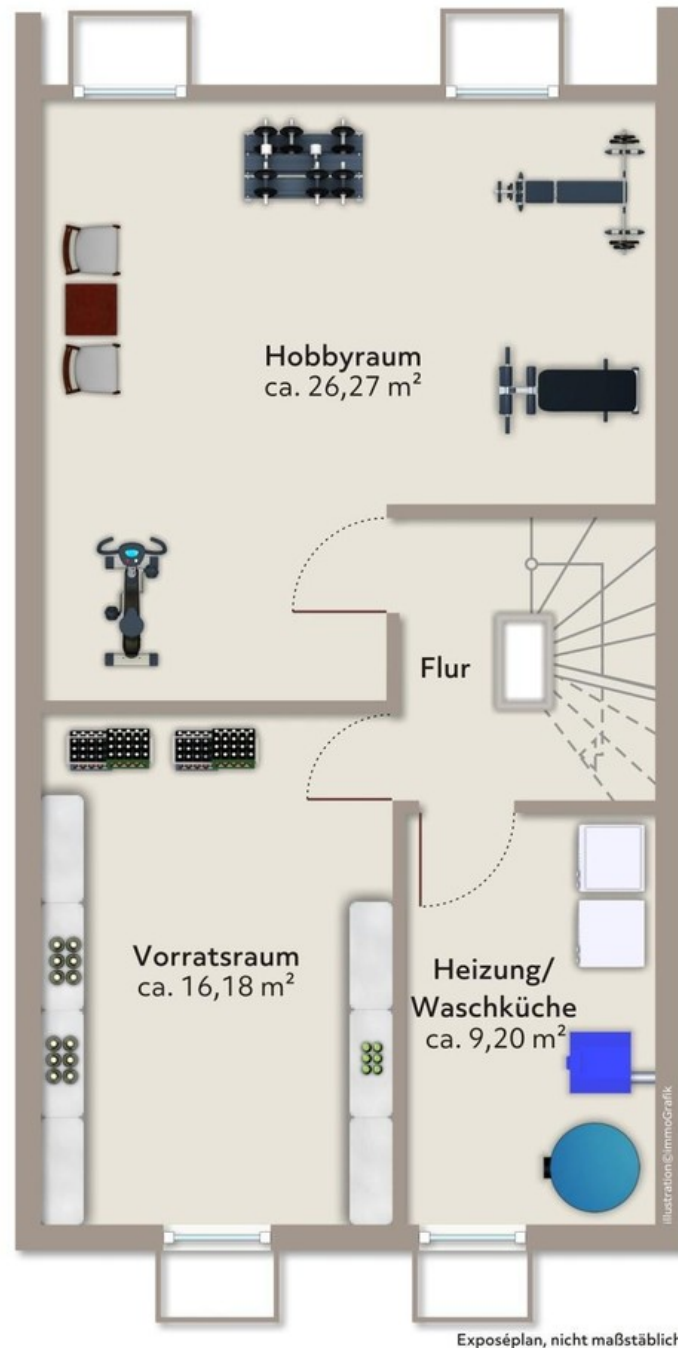 Hobbyraum
ca. 26,27 m²
Flur
Vorratsraum
ca. 16,18 m²
Heizung/
Waschküche
ca. 9,20 m²
illustration©immoGrafik
Exposéplan, nicht maßstäblich